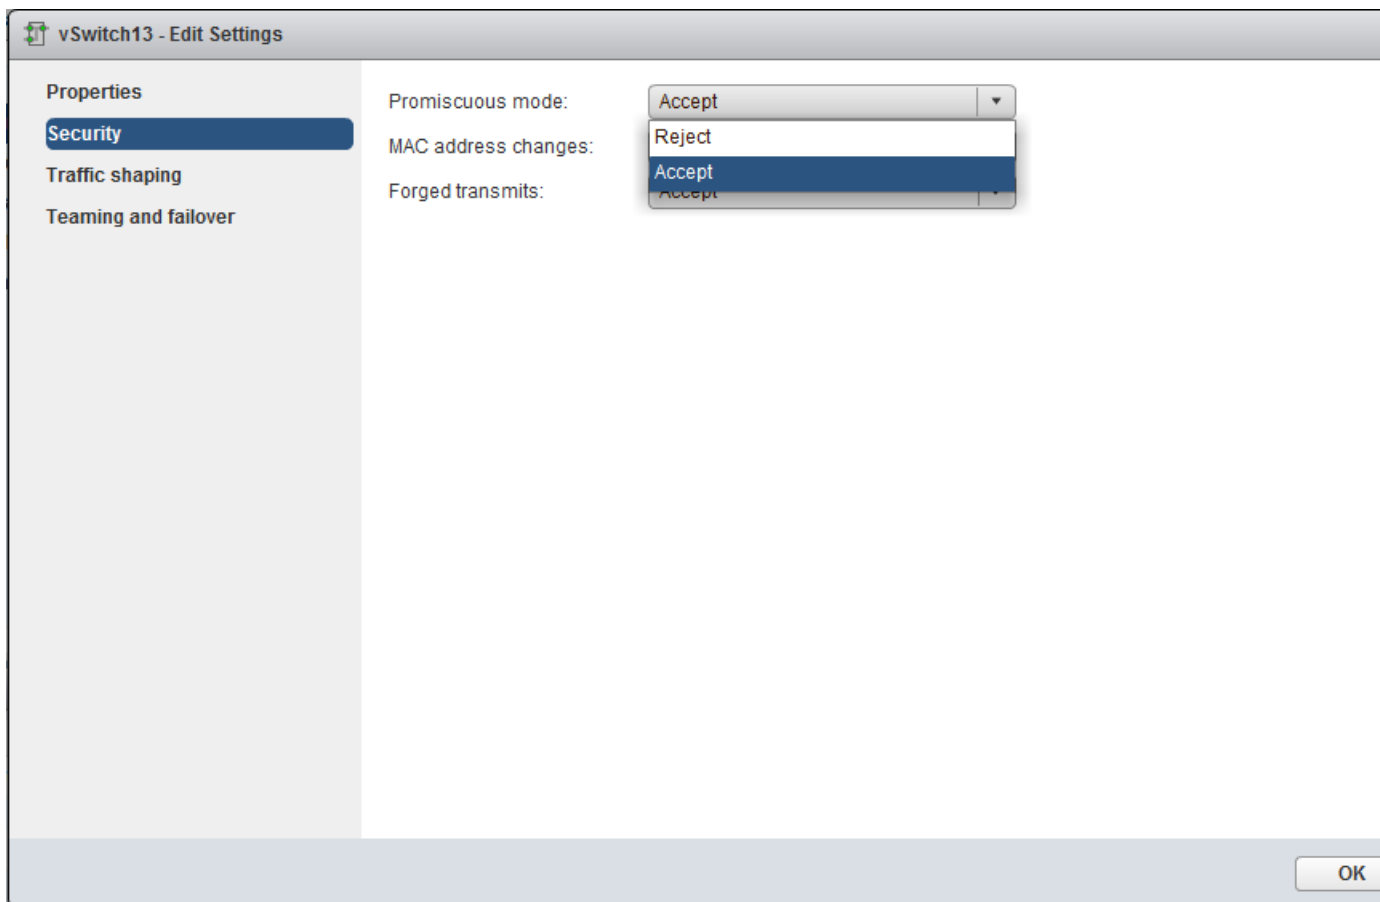 vSwitch13 - Edit Settings
Properties
Security
Traffic shaping
Teaming and failover
Promiscuous mode: Accept
Reject
Accept
MAC address changes:
Forged transmits: Accept
OK